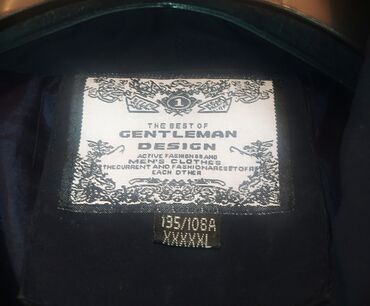 1
THE BEST OF
GENTLEMAN
DESIGN
ACTIVE FASHIONS AND
MEN'S CLOTHES
THE CURRENT AND FASHION ARE SET OF F
EACH OTHER
195/108A
XXXXXL